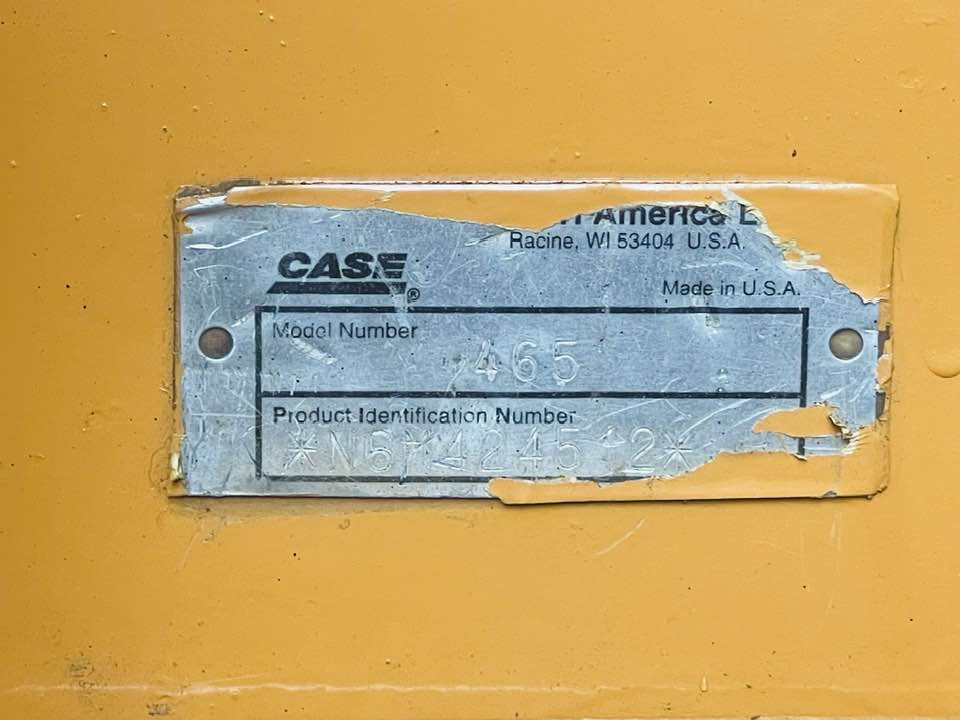 America
Racine, WI 53404 U.S.A.
CASE®
Made in U.S.A.
Model Number
465
Product Identification Number